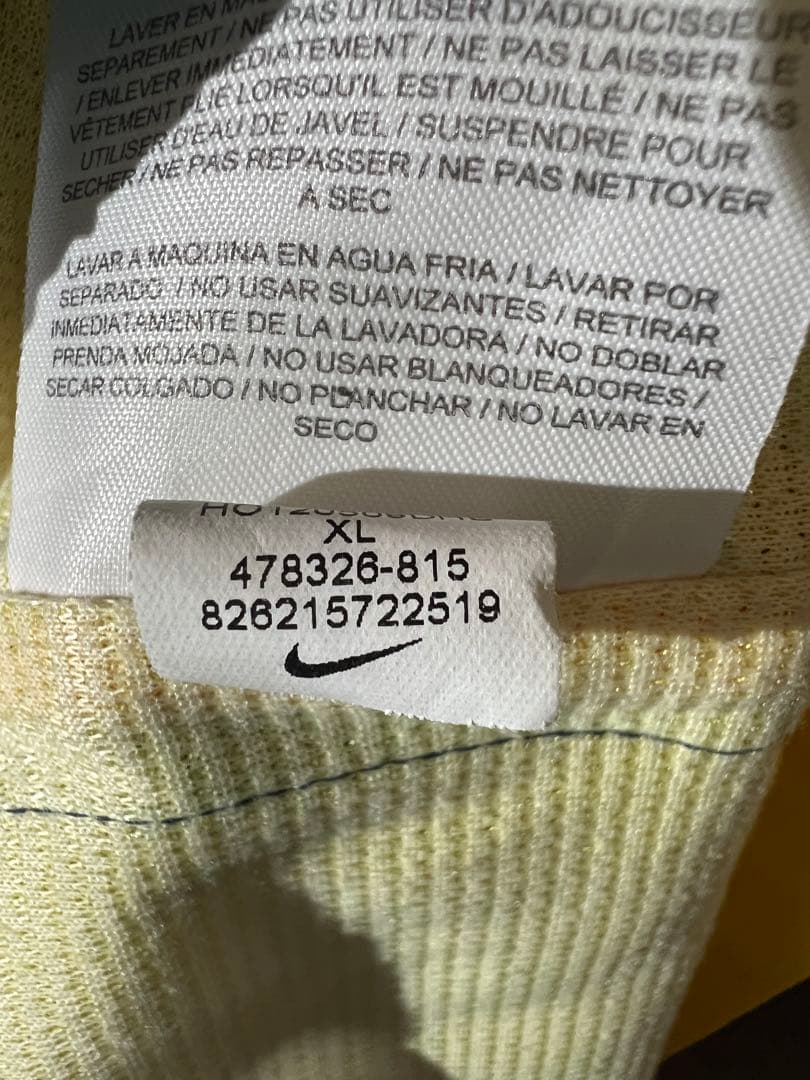 LAVER EN
SEPAREMENT / NE PAS UTILISER D'ADOUCISSEUR
/ ENLEVER IMMÉDIATEMENT / NE PAS LAISSER LE
VÊTEMENT PLIÉ LORSQU'IL EST MOUILLÉ / NE PAS
UTILISER D'EAU DE JAVEL / SUSPENDRE POUR
SECHER / NE PAS REPASSER / NE PAS NETTOYER
A SEC
LAVAR A MAQUINA EN AGUA FRIA / LAVAR POR
SEPARADO / NO USAR SUAVIZANTES / RETIRAR
INMEDIATAMENTE DE LA LAVADORA / NO DOBLAR
PRENDA MOJADA / NO USAR BLANQUEADORES /
SECAR COLGADO / NO PLANCHAR / NO LAVAR EN
SECO
XL
478326-815
826215722519